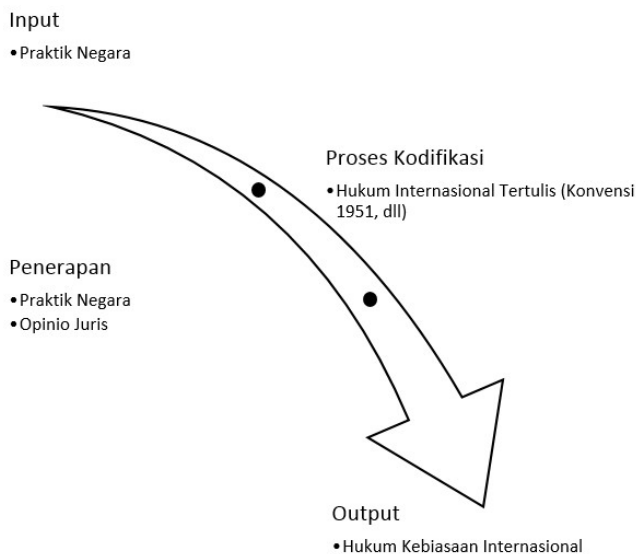 Input
•Praktik Negara
Proses Kodifikasi
•Hukum Internasional Tertulis (Konvensi
1951, dll)
Penerapan
•Praktik Negara
•Opinio Juris
Output
•Hukum Kebiasaan Internasional